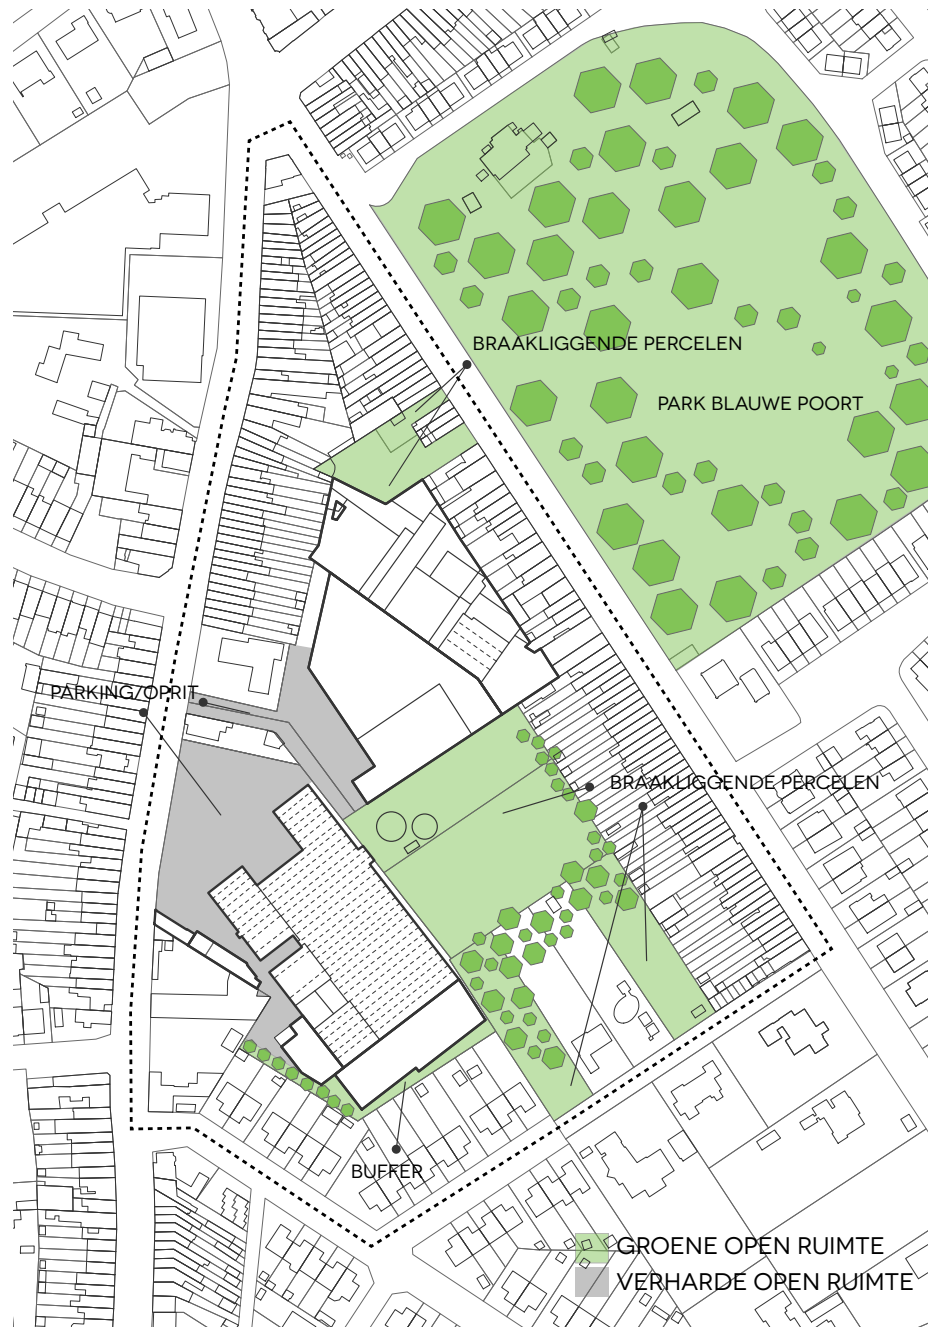 BRAAKLIGGENDE PERCELEN
PARK BLAUWE POORT
PARKING/OPRIT
BRAAKLIGGENDE PERCELEN
BUFFER
GROENE OPEN RUIMTE
VERHARDE OPEN RUIMTE